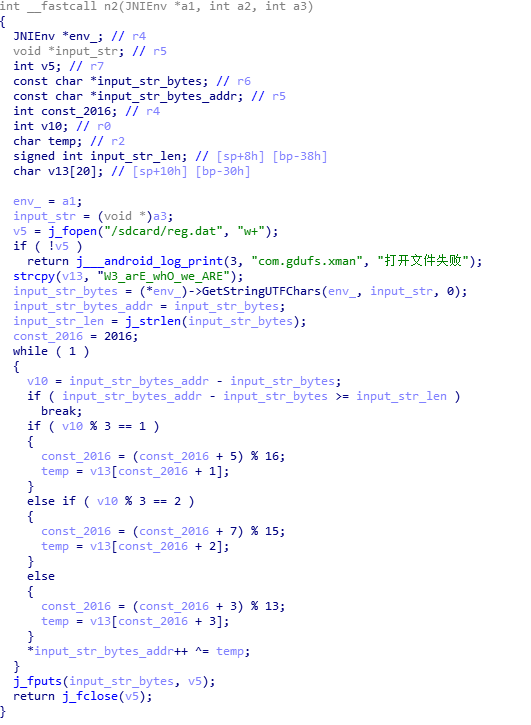 int __fastcall n2(JNIEnv *a1, int a2, int a3)
{
  JNIEnv *env_; // r4
  void *input_str; // r5
  int v5; // r7
  const char *input_str_bytes; // r6
  const char *input_str_bytes_addr; // r5
  int const_2016; // r4
  int v10; // r0
  char temp; // r2
  signed int input_str_len; // [sp+8h] [bp-38h]
  char v13[20]; // [sp+10h] [bp-30h]

  env_ = a1;
  input_str = (void *)a3;
  v5 = j_fopen("/sdcard/reg.dat", "w+");
  if ( !v5 )
    return j___android_log_print(3, "com.gdufs.xman", "打开文件失败");
  strcpy(v13, "W3_arE_whO_we_ARE");
  input_str_bytes = (*env_)->GetStringUTFChars(env_, input_str, 0);
  input_str_bytes_addr = input_str_bytes;
  input_str_len = j_strlen(input_str_bytes);
  const_2016 = 2016;
  while ( 1 )
  {
    v10 = input_str_bytes_addr - input_str_bytes;
    if ( input_str_bytes_addr - input_str_bytes >= input_str_len )
      break;
    if ( v10 % 3 == 1 )
    {
      const_2016 = (const_2016 + 5) % 16;
      temp = v13[const_2016 + 1];
    }
    else if ( v10 % 3 == 2 )
    {
      const_2016 = (const_2016 + 7) % 15;
      temp = v13[const_2016 + 2];
    }
    else
    {
      const_2016 = (const_2016 + 3) % 13;
      temp = v13[const_2016 + 3];
    }
    *input_str_bytes_addr++ ^= temp;
  }
  j_fputs(input_str_bytes, v5);
  return j_fclose(v5);
}